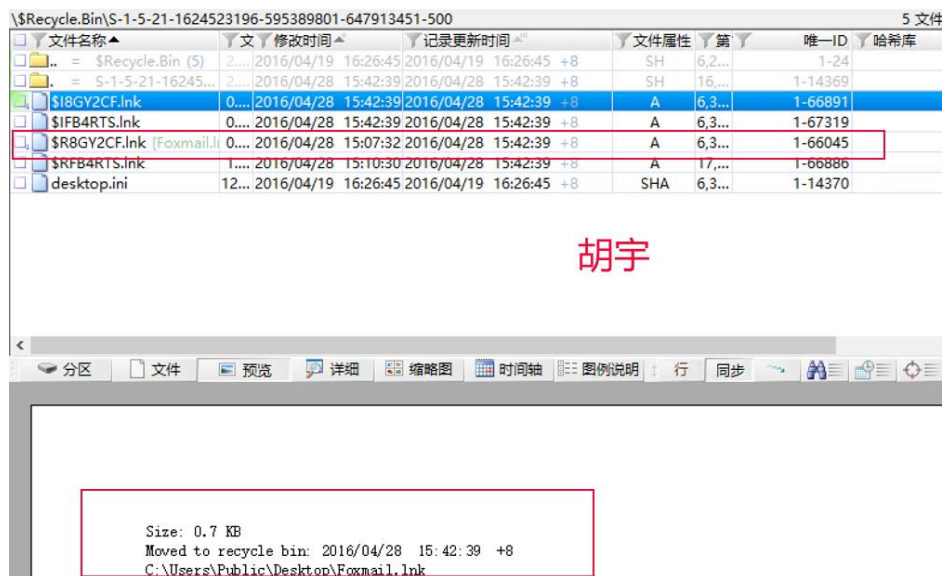 \$Recycle.Bin\S-1-5-21-1624523196-595389801-647913451-500 5 文件
文件名称 文 修改时间 记录更新时间 文件属性 第 唯一ID 哈希库
.. = $Recycle.Bin (5) 2... 2016/04/19 16:26:45 2016/04/19 16:26:45 +8 SH 6,2... 1-24
. = S-1-5-21-16245... 2... 2016/04/28 15:42:39 2016/04/28 15:42:39 +8 SH 16,... 1-14369
$I8GY2CF.lnk 0.... 2016/04/28 15:42:39 2016/04/28 15:42:39 +8 A 6,3... 1-66891
$IFB4RTS.lnk 0.... 2016/04/28 15:42:39 2016/04/28 15:42:39 +8 A 6,3... 1-67319
$R8GY2CF.lnk [Foxmail.l 0.... 2016/04/28 15:07:32 2016/04/28 15:42:39 +8 A 6,3... 1-66045
$RFB4RTS.lnk 1.... 2016/04/28 15:10:30 2016/04/28 15:42:39 +8 A 17,... 1-66886
desktop.ini 12... 2016/04/19 16:26:45 2016/04/19 16:26:45 +8 SHA 6,3... 1-14370
胡宇
分区 文件 预览 详细 缩略图 时间轴 图例说明 行 同步
Size: 0.7 KB
Moved to recycle bin: 2016/04/28 15:42:39 +8
C:\Users\Public\Desktop\Foxmail.lnk